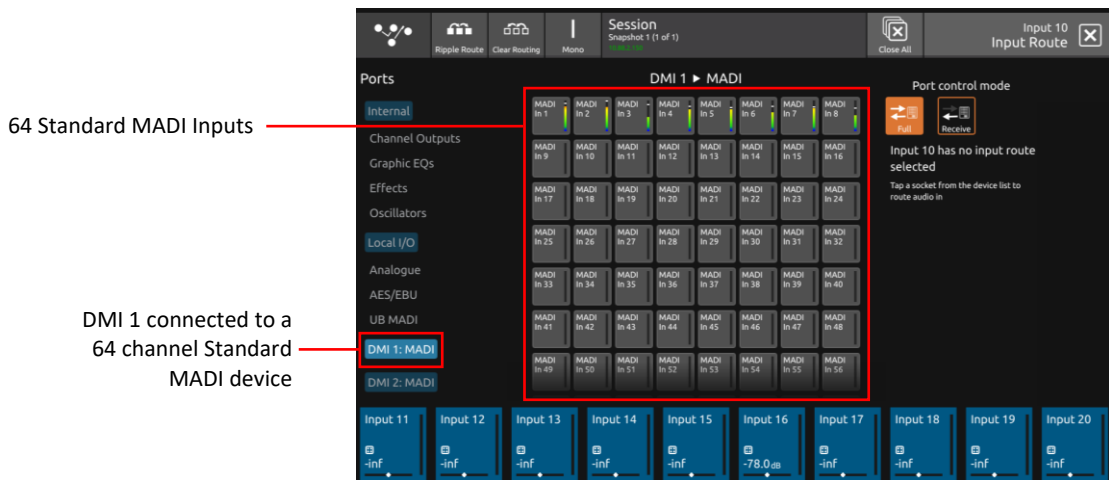 Ripple Route
Clear Routing
Mono
Session
Snapshot 1 (1 of 1)
Close All
Input 10
Input Route
Ports
DMI 1 ► MADI
Port control mode
64 Standard MADI Inputs
Internal
Channel Outputs
Graphic EQs
Effects
Oscillators
Local I/O
Analogue
AES/EBU
UB MADI
DMI 1: MADI
DMI 2: MADI
DMI 1 connected to a
64 channel Standard
MADI device
MADI In 1 MADI In 2 MADI In 3 MADI In 4 MADI In 5 MADI In 6 MADI In 7 MADI In 8
MADI In 9 MADI In 10 MADI In 11 MADI In 12 MADI In 13 MADI In 14 MADI In 15 MADI In 16
MADI In 17 MADI In 18 MADI In 19 MADI In 20 MADI In 21 MADI In 22 MADI In 23 MADI In 24
MADI In 25 MADI In 26 MADI In 27 MADI In 28 MADI In 29 MADI In 30 MADI In 31 MADI In 32
MADI In 33 MADI In 34 MADI In 35 MADI In 36 MADI In 37 MADI In 38 MADI In 39 MADI In 40
MADI In 41 MADI In 42 MADI In 43 MADI In 44 MADI In 45 MADI In 46 MADI In 47 MADI In 48
MADI In 49 MADI In 50 MADI In 51 MADI In 52 MADI In 53 MADI In 54 MADI In 55 MADI In 56
Full
Receive
Input 10 has no input route
selected
Tap a socket from the device list to
route audio in
Input 11 Input 12 Input 13 Input 14 Input 15 Input 16 Input 17 Input 18 Input 19 Input 20
-inf -inf -inf -inf -inf -78.0 dB -inf -inf -inf -inf